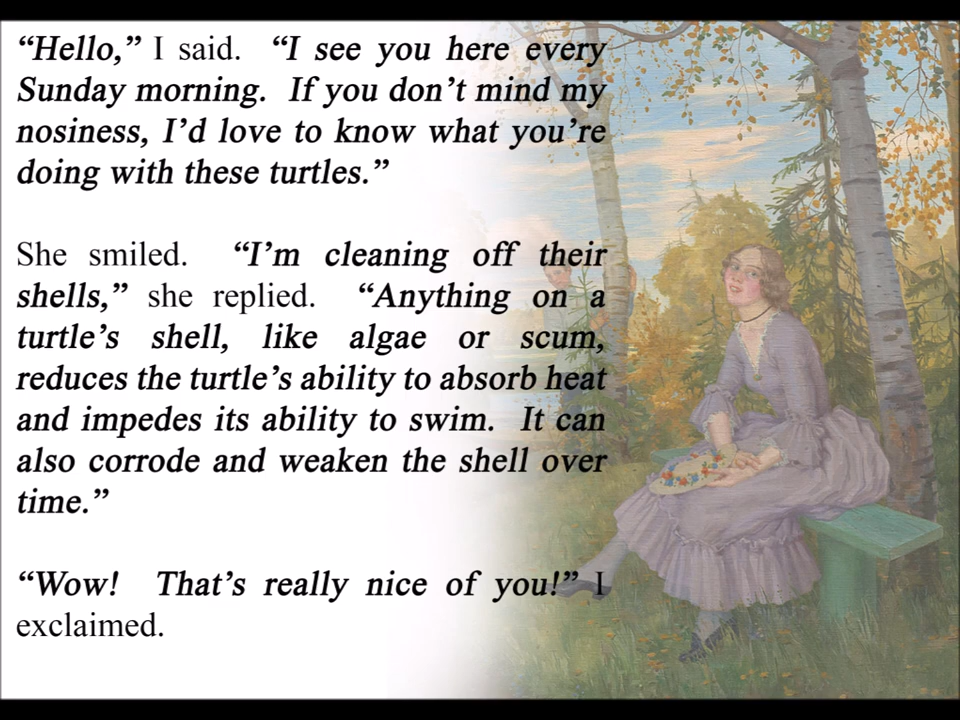 “Hello,” I said.  “I see you here every
Sunday morning.  If you don’t mind my
nosiness, I’d love to know what you’re
doing with these turtles.”
She smiled.  “I’m cleaning off their
shells,” she replied.  “Anything on a
turtle’s shell, like algae or scum,
reduces the turtle’s ability to absorb heat
and impedes its ability to swim.  It can
also corrode and weaken the shell over
time.”
“Wow!  That’s really nice of you!” I
exclaimed.